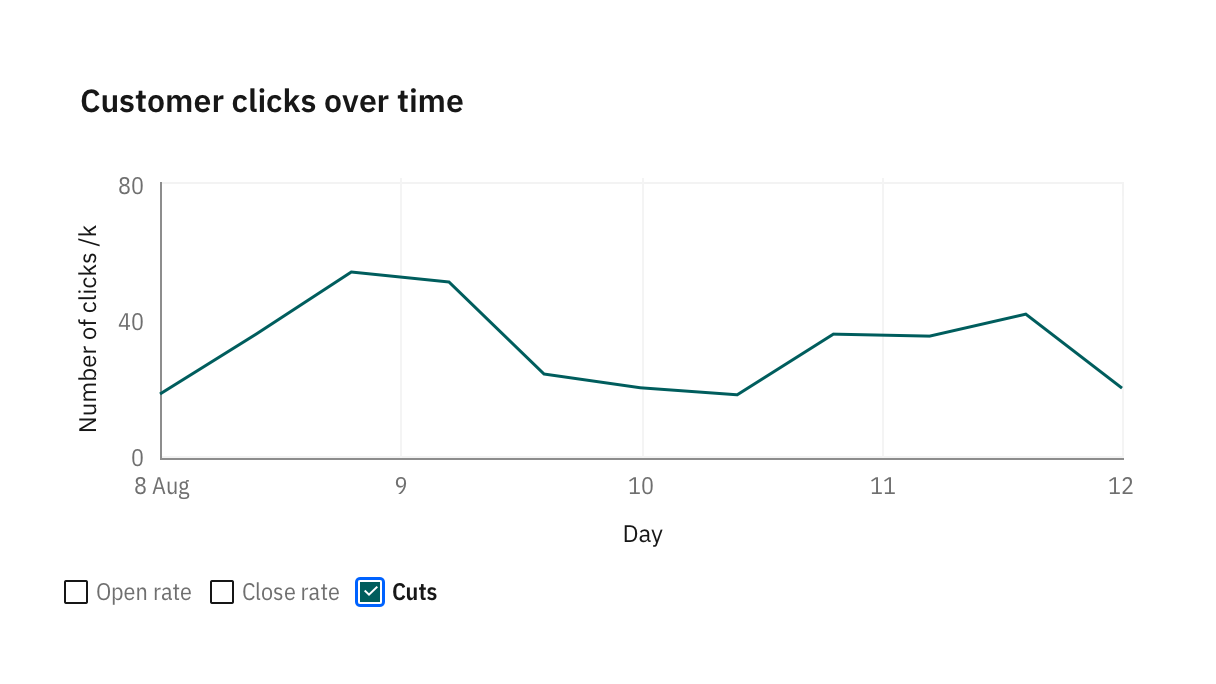 Customer clicks over time
80
40
0
Number of clicks /k
8 Aug 9 10 11 12
Day
Open rate Close rate Cuts